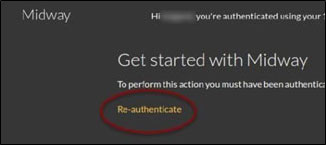 Midway
Hi you're authenticated using your
Get started with Midway
To perform this action you must have been authentica
Re-authenticate